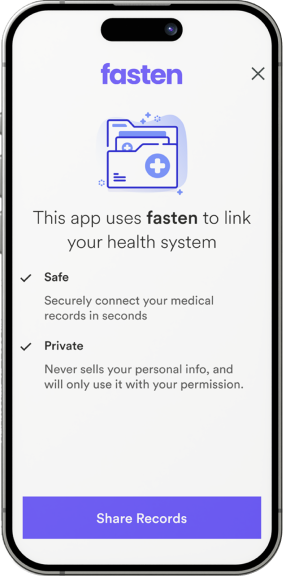 fasten
This app uses fasten to link
your health system
Safe
Securely connect your medical
records in seconds
Private
Never sells your personal info, and
will only use it with your permission.
Share Records